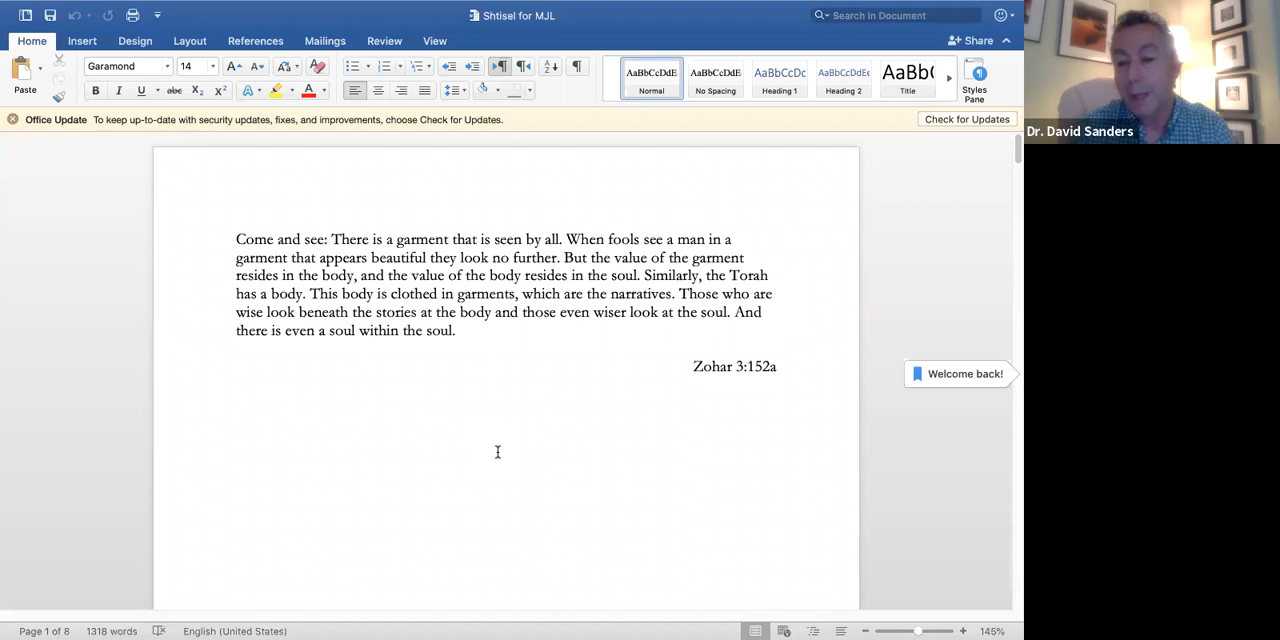 Shtisel for MJL
Search in Document
Home Insert Design Layout References Mailings Review View
Share
Paste
Garamond 14
AaBbCcDdE AaBbCcDdE AaBbCcDc AaBbCcDdEe AaBb(
Normal No Spacing Heading 1 Heading 2 Title
Styles
Pane
Office Update To keep up-to-date with security updates, fixes, and improvements, choose Check for Updates.
Check for Updates
Dr. David Sanders
Come and see: There is a garment that is seen by all. When fools see a man in a
garment that appears beautiful they look no further. But the value of the garment
resides in the body, and the value of the body resides in the soul. Similarly, the Torah
has a body. This body is clothed in garments, which are the narratives. Those who are
wise look beneath the stories at the body and those even wiser look at the soul. And
there is even a soul within the soul.
Zohar 3:152a
Welcome back!
Page 1 of 8 1318 words English (United States) 145%